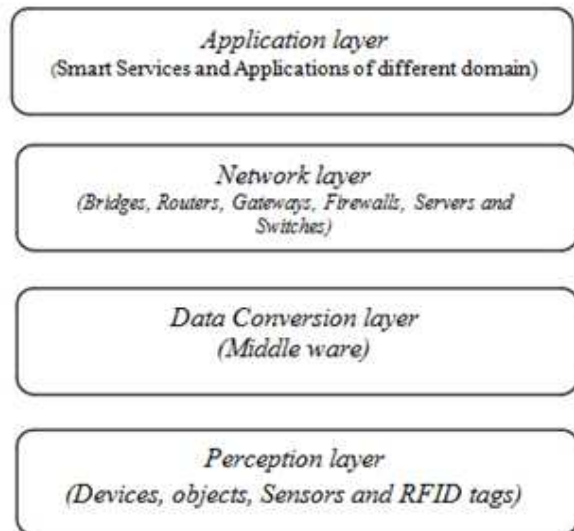 Application layer
(Smart Services and Applications of different domain)
Network layer
(Bridges, Routers, Gateways, Firewalls, Servers and
Switches)
Data Conversion layer
(Middle ware)
Perception layer
(Devices, objects, Sensors and RFID tags)